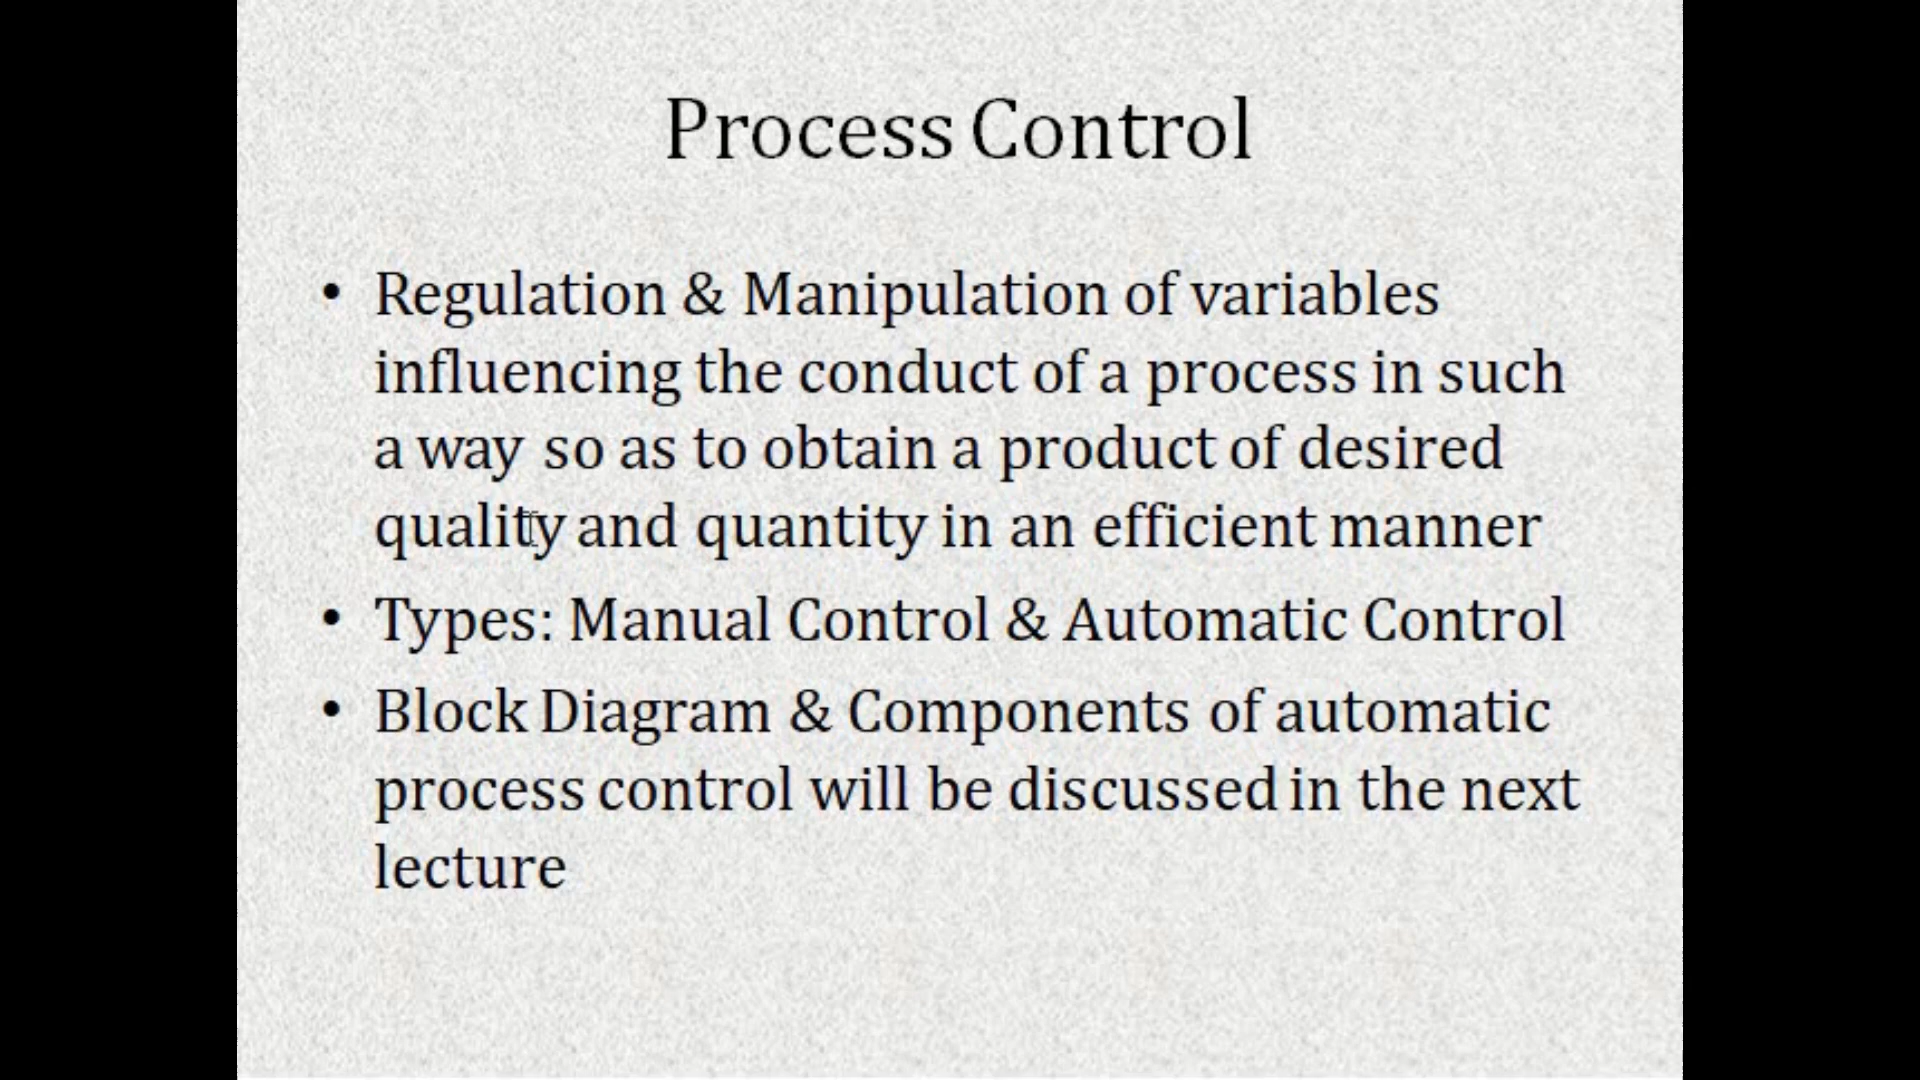 Process Control
• Regulation & Manipulation of variables
influencing the conduct of a process in such
a way so as to obtain a product of desired
quality and quantity in an efficient manner
• Types: Manual Control & Automatic Control
• Block Diagram & Components of automatic
process control will be discussed in the next
lecture